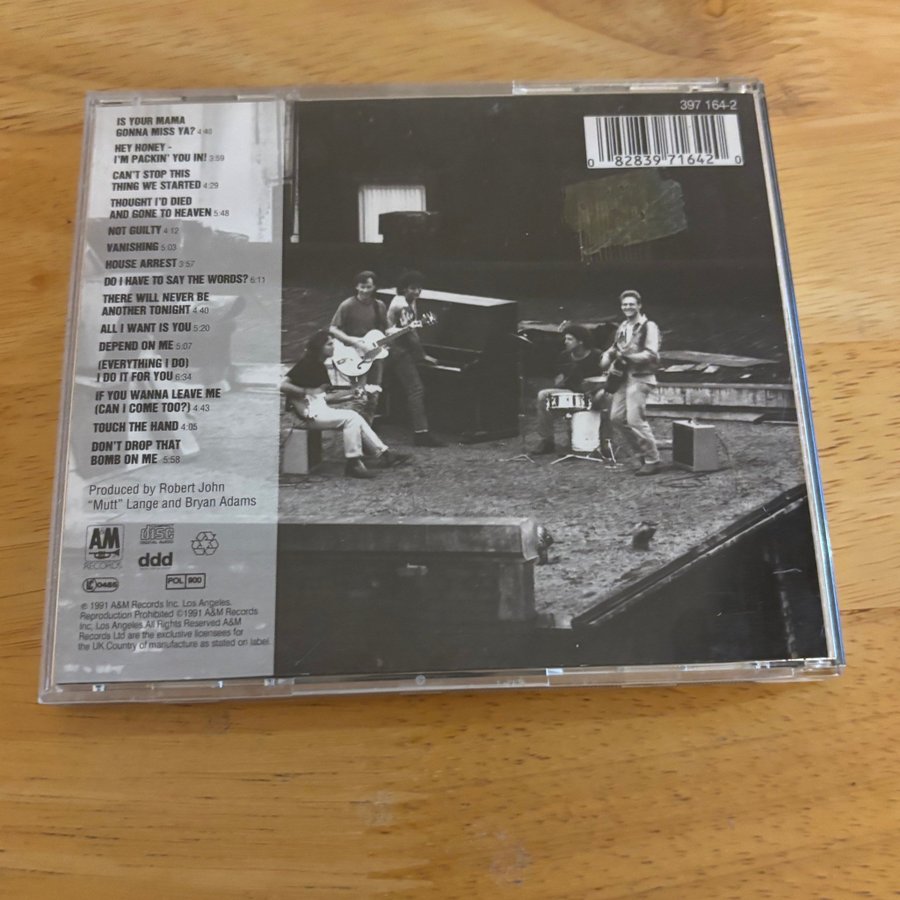 IS YOUR MAMA
GONNA MISS YA? 4:40
HEY HONEY -
I'M PACKIN' YOU IN! 3:59
CAN'T STOP THIS
THING WE STARTED 4:29
THOUGHT I'D DIED
AND GONE TO HEAVEN 5:48
NOT GUILTY 4:12
VANISHING 5:03
HOUSE ARREST 3:57
DO I HAVE TO SAY THE WORDS? 6:11
THERE WILL NEVER BE
ANOTHER TONIGHT 4:40
ALL I WANT IS YOU 5:20
DEPEND ON ME 5:07
(EVERYTHING I DO)
I DO IT FOR YOU 6:34
IF YOU WANNA LEAVE ME
(CAN I COME TOO?) 4:43
TOUCH THE HAND 4:05
DON'T DROP THAT
BOMB ON ME 5:58
Produced by Robert John
"Mutt" Lange and Bryan Adams
A&M
RECORDS
disc
DIGITAL AUDIO
ddd
LC 0485
POL 900
℗ 1991 A&M Records Inc. Los Angeles.
Reproduction Prohibited ©1991 A&M Records
Inc. Los Angeles All Rights Reserved A&M
Records Ltd are the exclusive licensees for
the UK Country of manufacture as stated on label.
397 164-2
0 82839 71642 0